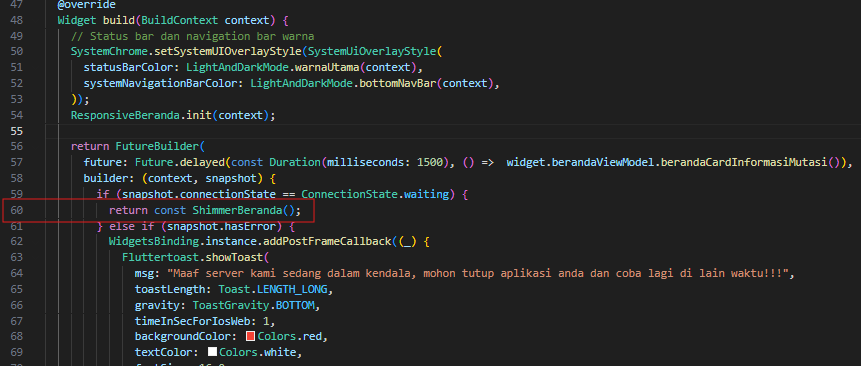 47 @override
48 Widget build(BuildContext context) {
49 // Status bar dan navigation bar warna
50 SystemChrome.setSystemUIOverlayStyle(SystemUiOverlayStyle(
51 statusBarColor: LightAndDarkMode.warnaUtama(context),
52 systemNavigationBarColor: LightAndDarkMode.bottomNavBar(context),
53 ));
54 ResponsiveBeranda.init(context);
55
56 return FutureBuilder(
57 future: Future.delayed(const Duration(milliseconds: 1500), () => widget.berandaViewModel.berandaCardInformasiMutasi()),
58 builder: (context, snapshot) {
59 if (snapshot.connectionState == ConnectionState.waiting) {
60 return const ShimmerBeranda();
61 } else if (snapshot.hasError) {
62 WidgetsBinding.instance.addPostFrameCallback((_) {
63 Fluttertoast.showToast(
64 msg: "Maaf server kami sedang dalam kendala, mohon tutup aplikasi anda dan coba lagi di lain waktu!!!",
65 toastLength: Toast.LENGTH_LONG,
66 gravity: ToastGravity.BOTTOM,
67 timeInSecForIosWeb: 1,
68 backgroundColor: Colors.red,
69 textColor: Colors.white,